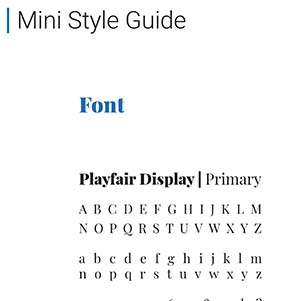 Mini Style Guide
Font
Playfair Display | Primary
A B C D E F G H I J K L M
N O P Q R S T U V W X Y Z
a b c d e f g h i j k l m
n o p q r s t u v w x y z